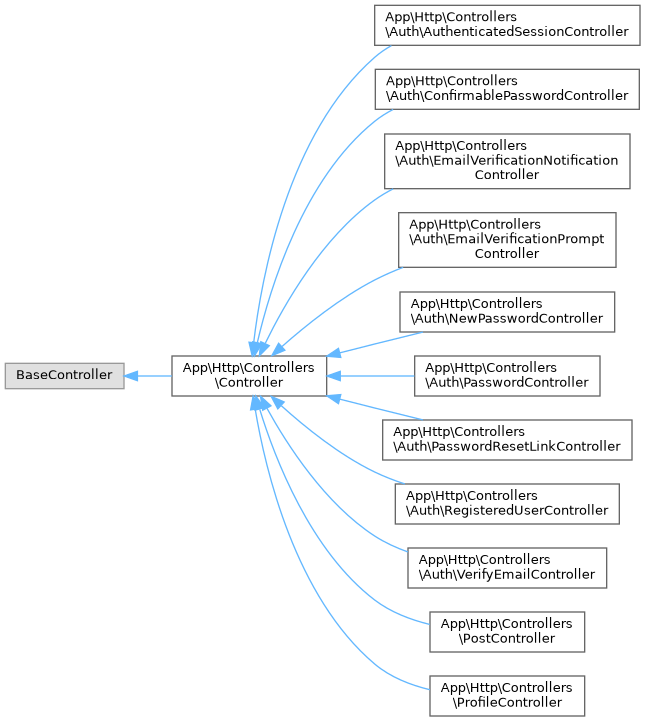 App\Http\Controllers
\Auth\AuthenticatedSessionController
App\Http\Controllers
\Auth\ConfirmablePasswordController
App\Http\Controllers
\Auth\EmailVerificationNotification
Controller
App\Http\Controllers
\Auth\EmailVerificationPrompt
Controller
App\Http\Controllers
\Auth\NewPasswordController
BaseController
App\Http\Controllers
\Controller
App\Http\Controllers
\Auth\PasswordController
App\Http\Controllers
\Auth\PasswordResetLinkController
App\Http\Controllers
\Auth\RegisteredUserController
App\Http\Controllers
\Auth\VerifyEmailController
App\Http\Controllers
\PostController
App\Http\Controllers
\ProfileController